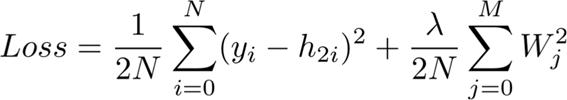 Loss = \frac{1}{2N} \sum_{i=0}^{N} (y_i - h_{2i})^2 + \frac{\lambda}{2N} \sum_{j=0}^{M} W_j^2